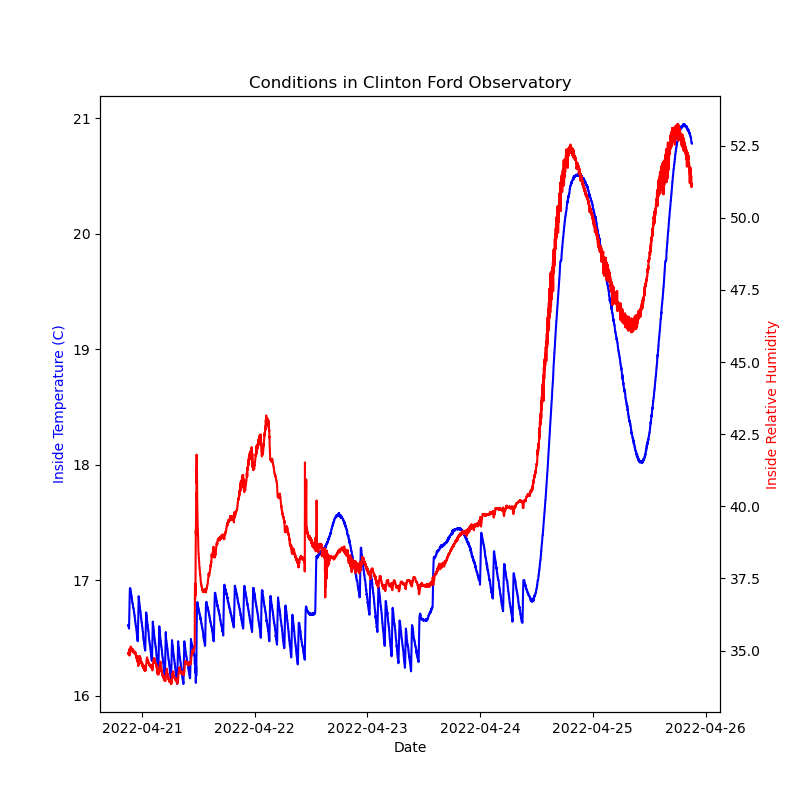 Conditions in Clinton Ford Observatory
21
20
19
18
17
16
Inside Temperature (C)
52.5
50.0
47.5
45.0
42.5
40.0
37.5
35.0
Inside Relative Humidity
2022-04-21 2022-04-22 2022-04-23 2022-04-24 2022-04-25 2022-04-26
Date